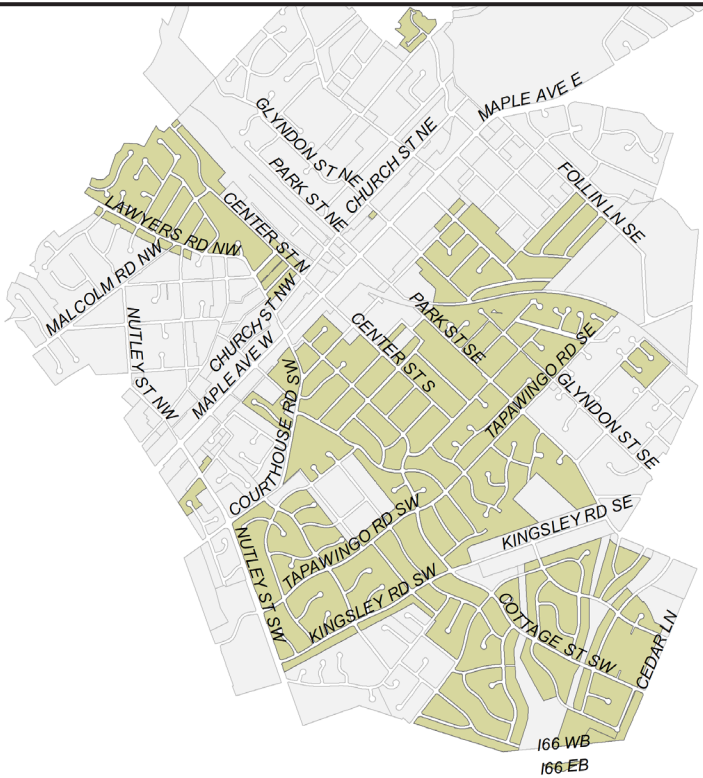 MAPLE AVE E
GLYNDON ST NE
CHURCH ST NE
PARK ST NE
FOLLIN LN SE
CENTER ST N
LAWYERS RD NW
MALCOLM RD NW
CHURCH ST NW
NUTLEY ST NW
MAPLE AVE W
PARK ST SE
CENTER ST S
TAPAWINGO RD SE
GLYNDON ST SE
COURTHOUSE RD SW
TAPAWINGO RD SW
KINGSLEY RD SE
NUTLEY ST SW
KINGSLEY RD SW
COTTAGE ST SW
CEDAR LN
I66 WB
I66 EB